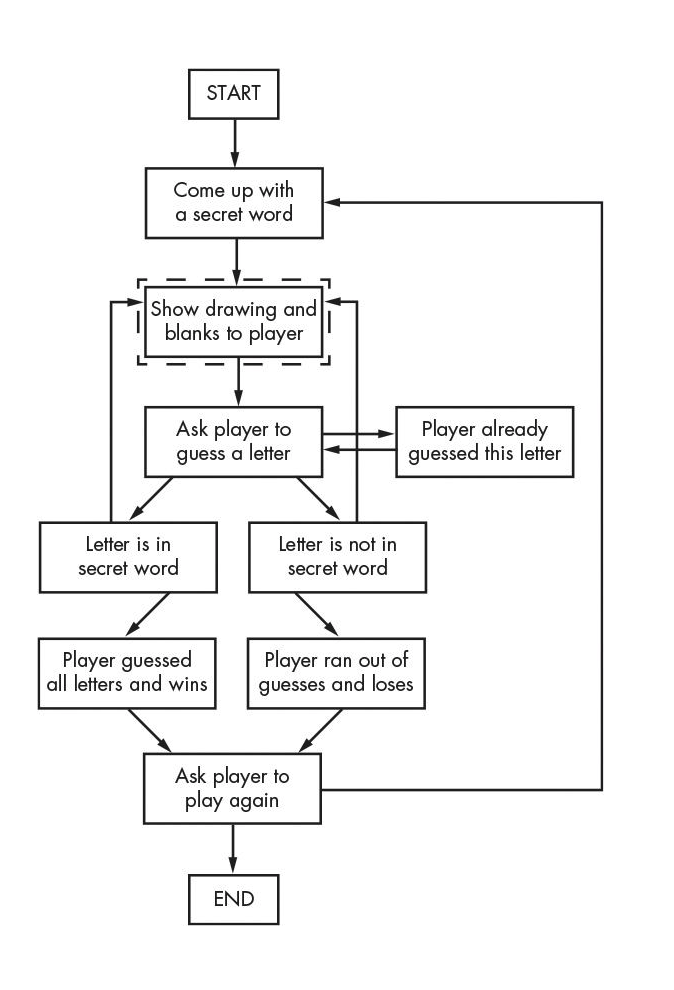 START
Come up with
a secret word
Show drawing and
blanks to player
Ask player to
guess a letter
Player already
guessed this letter
Letter is in
secret word
Letter is not in
secret word
Player guessed
all letters and wins
Player ran out of
guesses and loses
Ask player to
play again
END